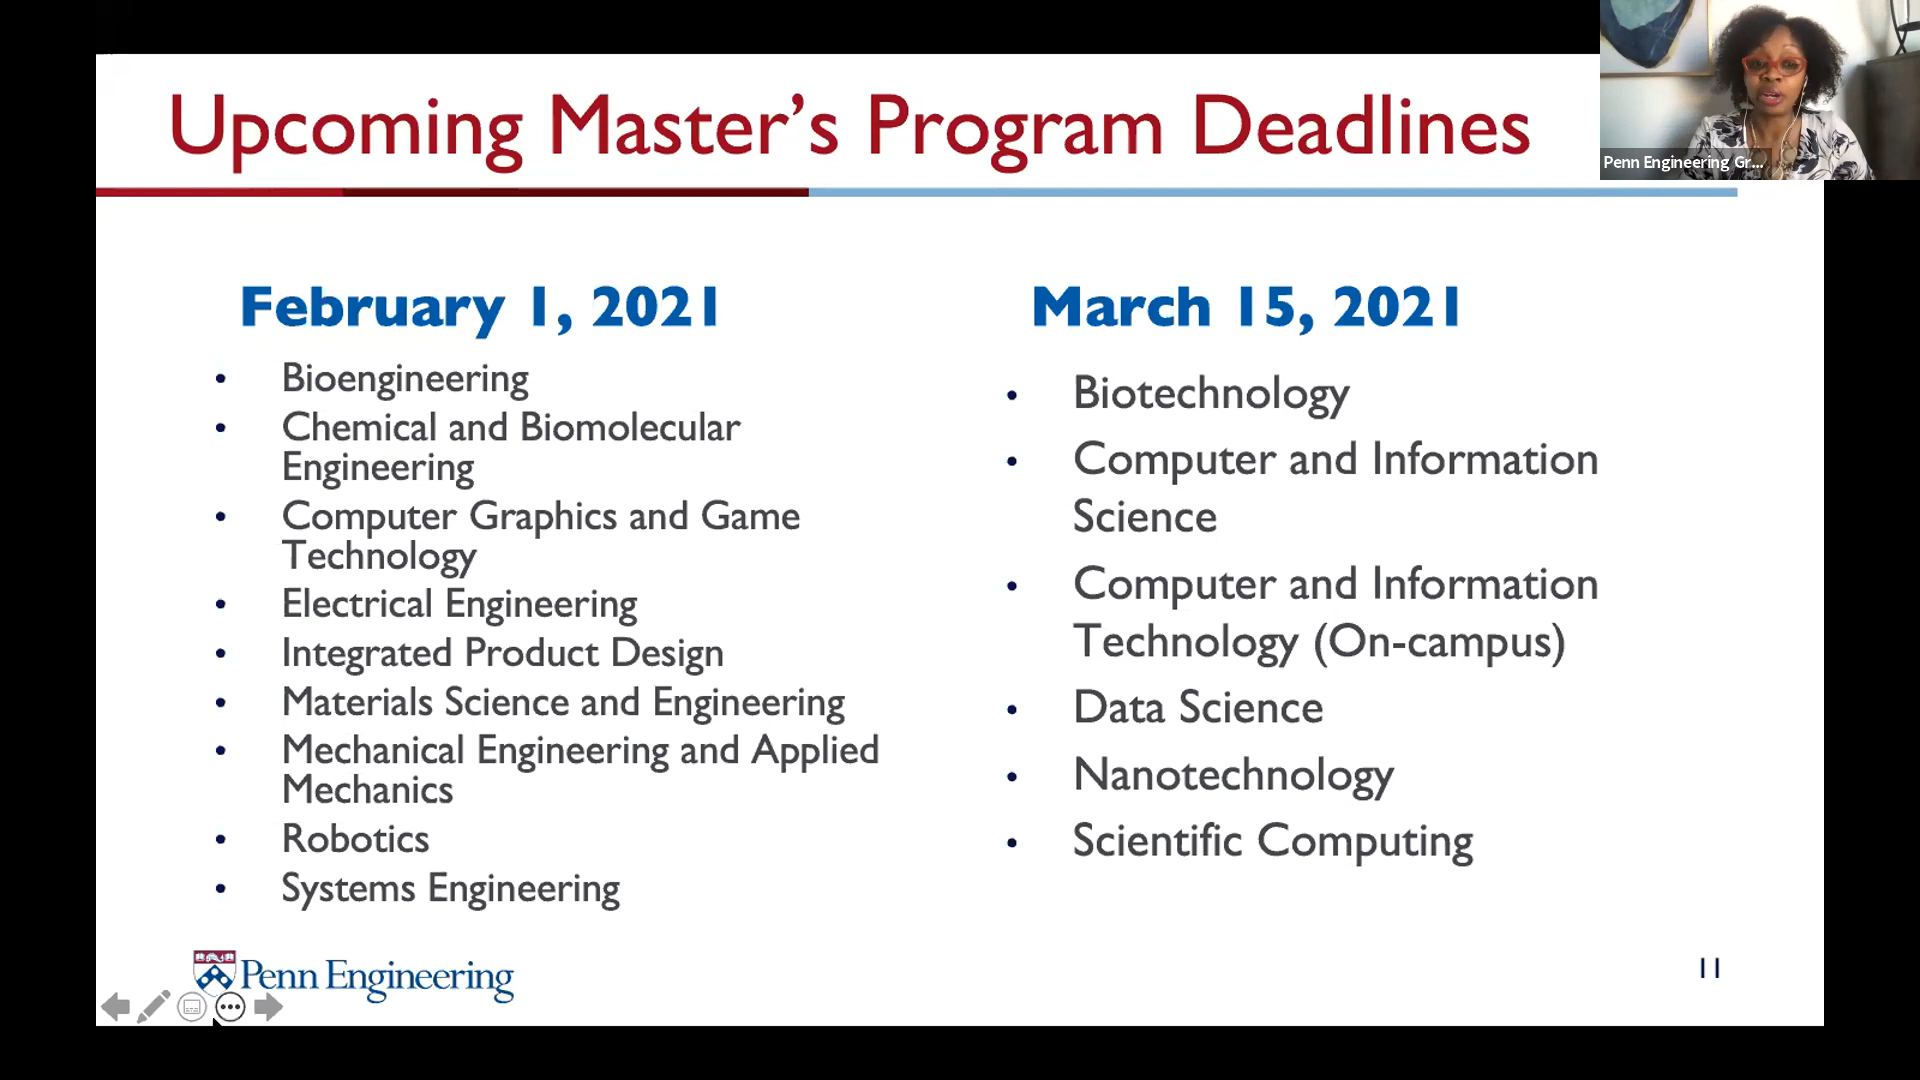 Upcoming Master's Program Deadlines
Penn Engineering Gr...
February 1, 2021
• Bioengineering
• Chemical and Biomolecular
Engineering
• Computer Graphics and Game
Technology
• Electrical Engineering
• Integrated Product Design
• Materials Science and Engineering
• Mechanical Engineering and Applied
Mechanics
• Robotics
• Systems Engineering
March 15, 2021
• Biotechnology
• Computer and Information
Science
• Computer and Information
Technology (On-campus)
• Data Science
• Nanotechnology
• Scientific Computing
Penn Engineering
11